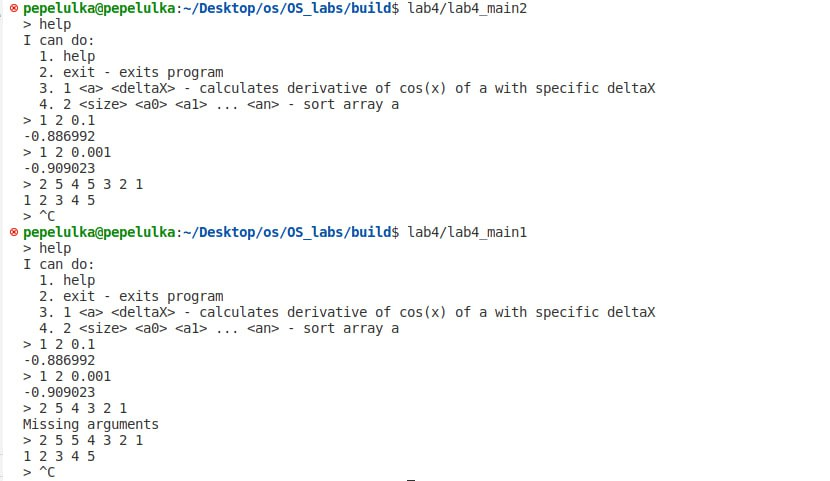 pepelulka@pepelulka:~/Desktop/os/OS_labs/build$ lab4/lab4_main2
> help
I can do:
  1. help
  2. exit - exits program
  3. 1 <a> <deltaX> - calculates derivative of cos(x) of a with specific deltaX
  4. 2 <size> <a0> <a1> ... <an> - sort array a
> 1 2 0.1
-0.886992
> 1 2 0.001
-0.909023
> 2 5 4 5 3 2 1
1 2 3 4 5
> ^C
pepelulka@pepelulka:~/Desktop/os/OS_labs/build$ lab4/lab4_main1
> help
I can do:
  1. help
  2. exit - exits program
  3. 1 <a> <deltaX> - calculates derivative of cos(x) of a with specific deltaX
  4. 2 <size> <a0> <a1> ... <an> - sort array a
> 1 2 0.1
-0.886992
> 1 2 0.001
-0.909023
> 2 5 4 3 2 1
Missing arguments
> 2 5 5 4 3 2 1
1 2 3 4 5
> ^C